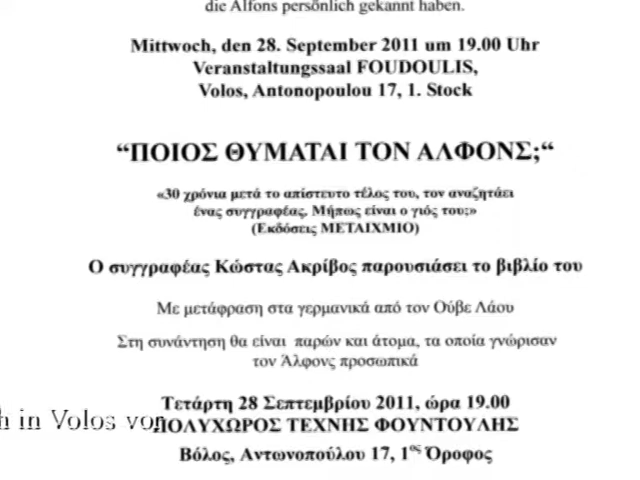 die Alfons persönlich gekannt haben.
Mittwoch, den 28. September 2011 um 19.00 Uhr
Veranstaltungssaal FOUDOULIS,
Volos, Antonopoulou 17, 1. Stock
“ΠΟΙΟΣ ΘΥΜΑΤΑΙ ΤΟΝ ΑΛΦΟΝΣ;“
«30 χρόνια μετά το απίστευτο τέλος του, τον αναζητάει
ένας συγγραφέας. Μήπως είναι ο γιός του;»
(Εκδόσεις ΜΕΤΑΙΧΜΙΟ)
Ο συγγραφέας Κώστας Ακρίβος παρουσιάσει το βιβλίο του
Με μετάφραση στα γερμανικά από τον Ούβε Λάου
Στη συνάντηση θα είναι παρών και άτομα, τα οποία γνώρισαν
τον Άλφονς προσωπικά
Τετάρτη 28 Σεπτεμβρίου 2011, ώρα 19.00
h in Volos von
ΠΟΛΥΧΩΡΟΣ ΤΕΧΝΗΣ ΦΟΥΝΤΟΥΛΗΣ
Βόλος, Αντωνοπούλου 17, 1ος Όροφος